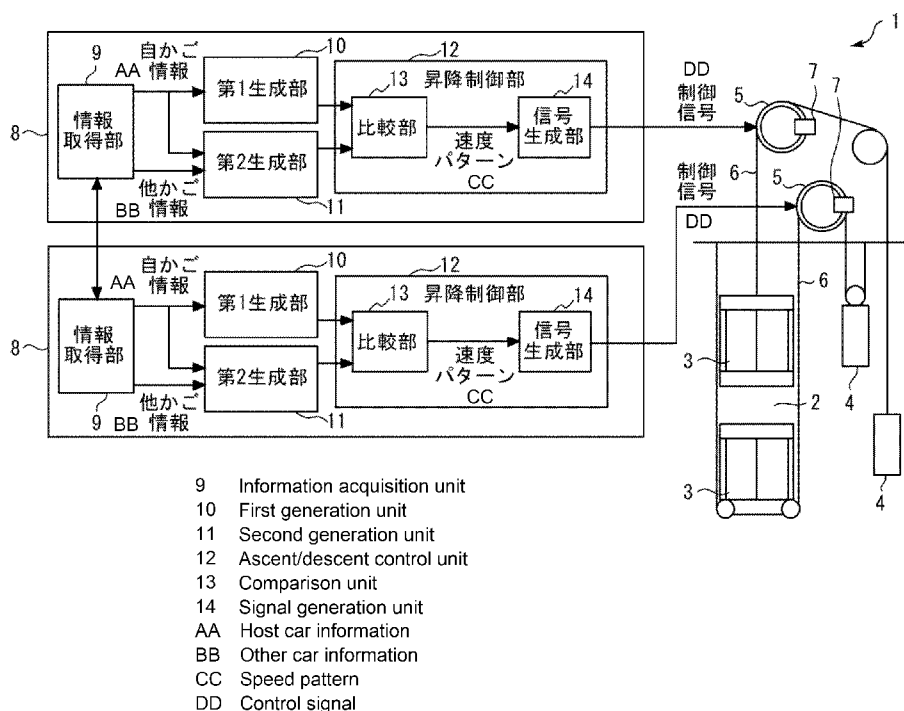 1
9
自かご
AA 情報
10
12
13
昇降制御部
14
DD
制御
信号
5
7
7
8
情報
取得部
第1生成部
比較部
信号
生成部
第2生成部
速度
パターン
CC
他かご
BB 情報
11
6
5
制御
信号
DD
自かご
AA 情報
10
12
13
昇降制御部
14
6
8
情報
取得部
第1生成部
比較部
信号
生成部
第2生成部
速度
パターン
CC
他かご
9 BB 情報
11
3
2
4
3
4
9 Information acquisition unit
10 First generation unit
11 Second generation unit
12 Ascent/descent control unit
13 Comparison unit
14 Signal generation unit
AA Host car information
BB Other car information
CC Speed pattern
DD Control signal